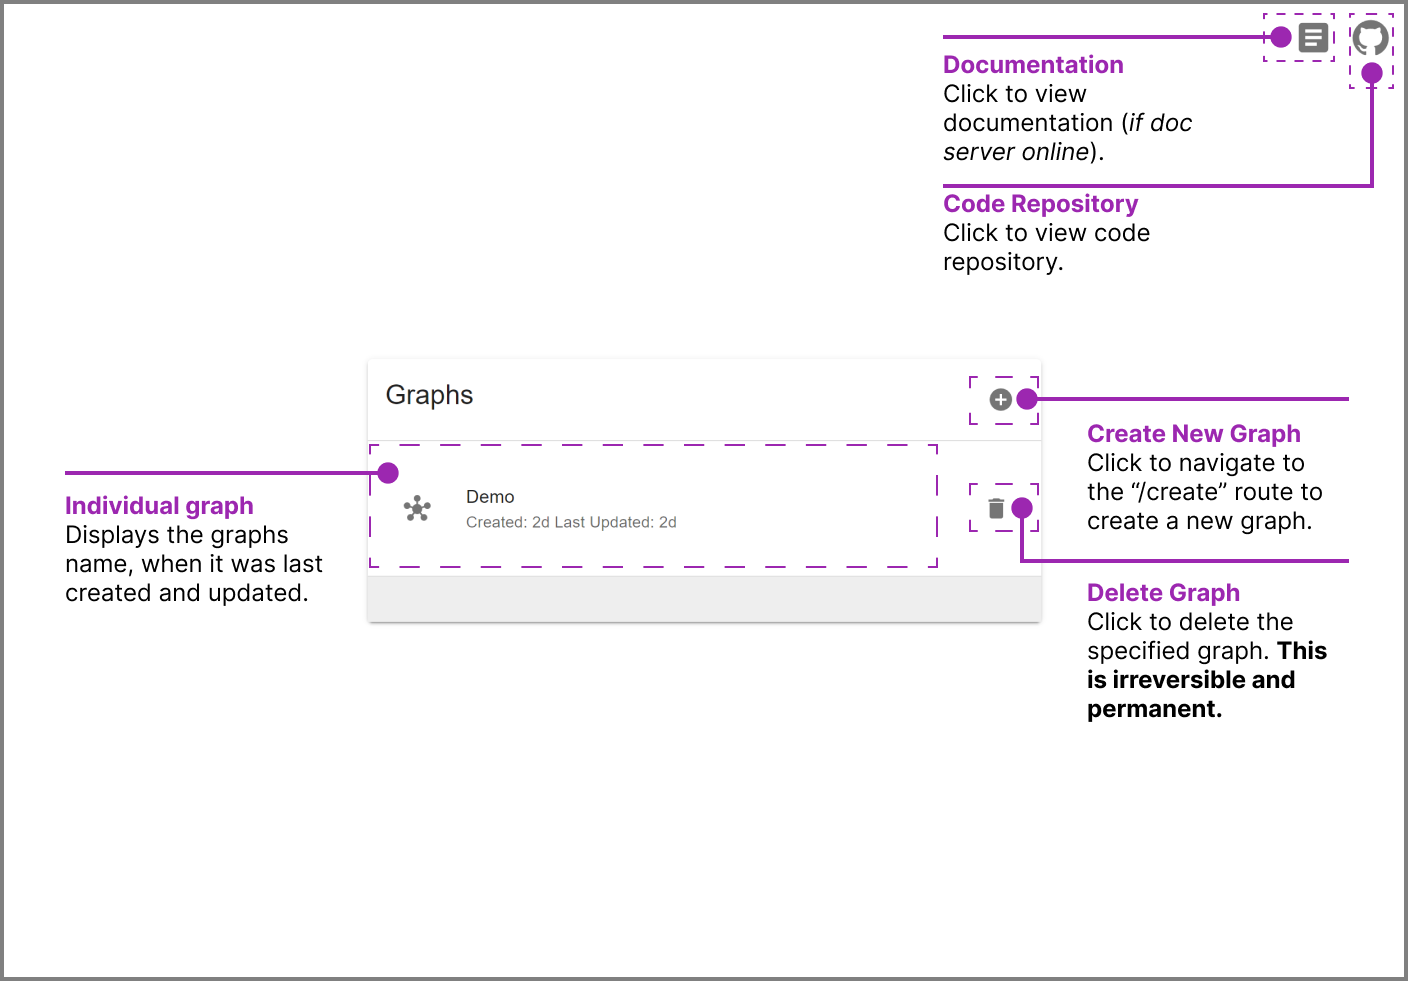 Documentation
Click to view
documentation (if doc
server online).
Code Repository
Click to view code
repository.
Graphs
Create New Graph
Click to navigate to
the “/create” route to
create a new graph.
Individual graph
Displays the graphs
name, when it was last
created and updated.
Demo
Created: 2d Last Updated: 2d
Delete Graph
Click to delete the
specified graph. This
is irreversible and
permanent.